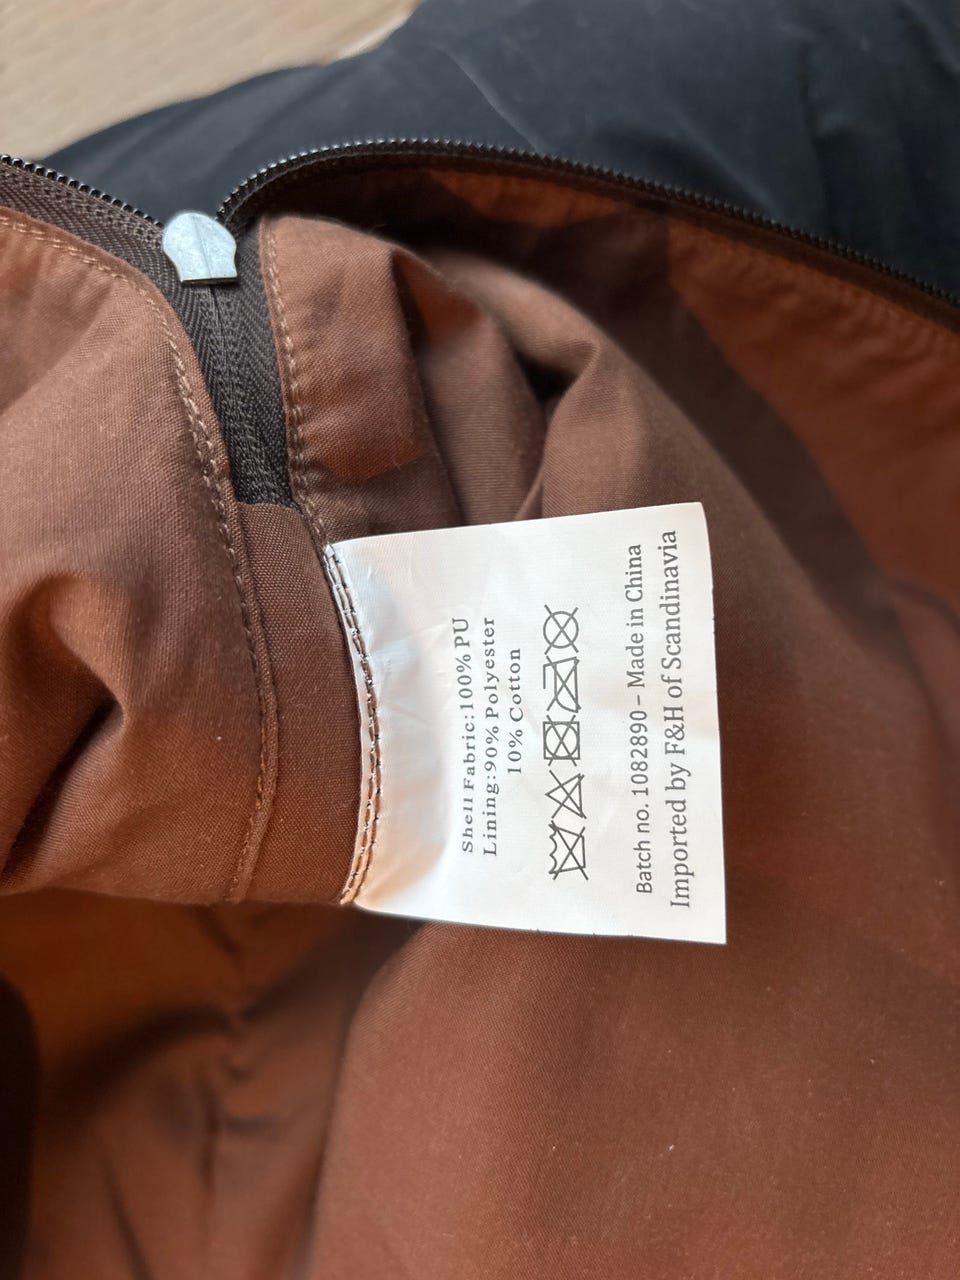 Shell Fabric:100% PU
Lining:90% Polyester
10% Cotton
Batch no. 1082890 – Made in China
Imported by F&H of Scandinavia